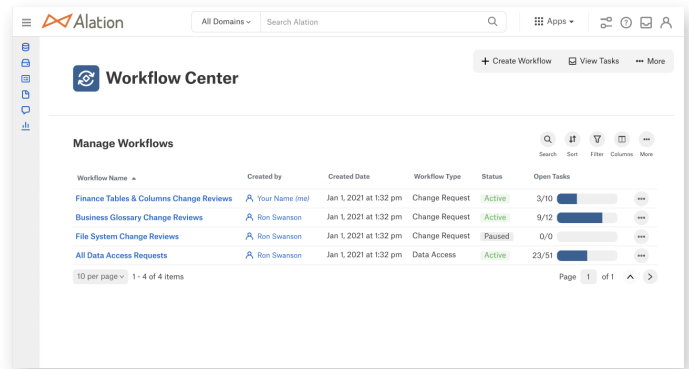 Alation
All Domains
Search Alation
Apps
Workflow Center
Create Workflow
View Tasks
More
Manage Workflows
Search Sort Filter Columns More
Workflow Name Created by Created Date Workflow Type Status Open Tasks
Finance Tables & Columns Change Reviews Your Name (me) Jan 1, 2021 at 1:32 pm Change Request Active 3/10
Business Glossary Change Reviews Ron Swanson Jan 1, 2021 at 1:32 pm Change Request Active 9/12
File System Change Reviews Ron Swanson Jan 1, 2021 at 1:32 pm Change Request Paused 0/0
All Data Access Requests Ron Swanson Jan 1, 2021 at 1:32 pm Data Access Active 23/51
10 per page 1 - 4 of 4 items Page 1 of 1